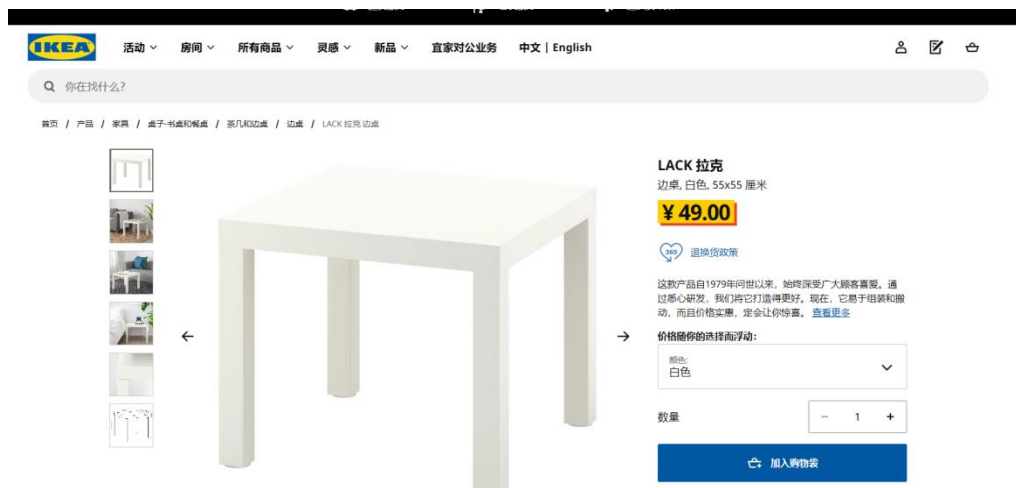 IKEA
活动
房间
所有商品
灵感
新品
宜家对公业务
中文 | English
你在找什么?
首页 / 产品 / 家具 / 桌子-书桌和餐桌 / 茶几和边桌 / 边桌 / LACK 拉克 边桌
LACK 拉克
边桌, 白色, 55x55 厘米
¥ 49.00
365
退换货政策
这款产品自1979年问世以来，始终深受广大顾客喜爱。通
过悉心研发，我们将它打造得更好。现在，它易于组装和搬
动，而且价格实惠，定会让你惊喜。 查看更多
价格随你的选择而浮动：
颜色:
白色
数量
− 1 +
加入购物袋